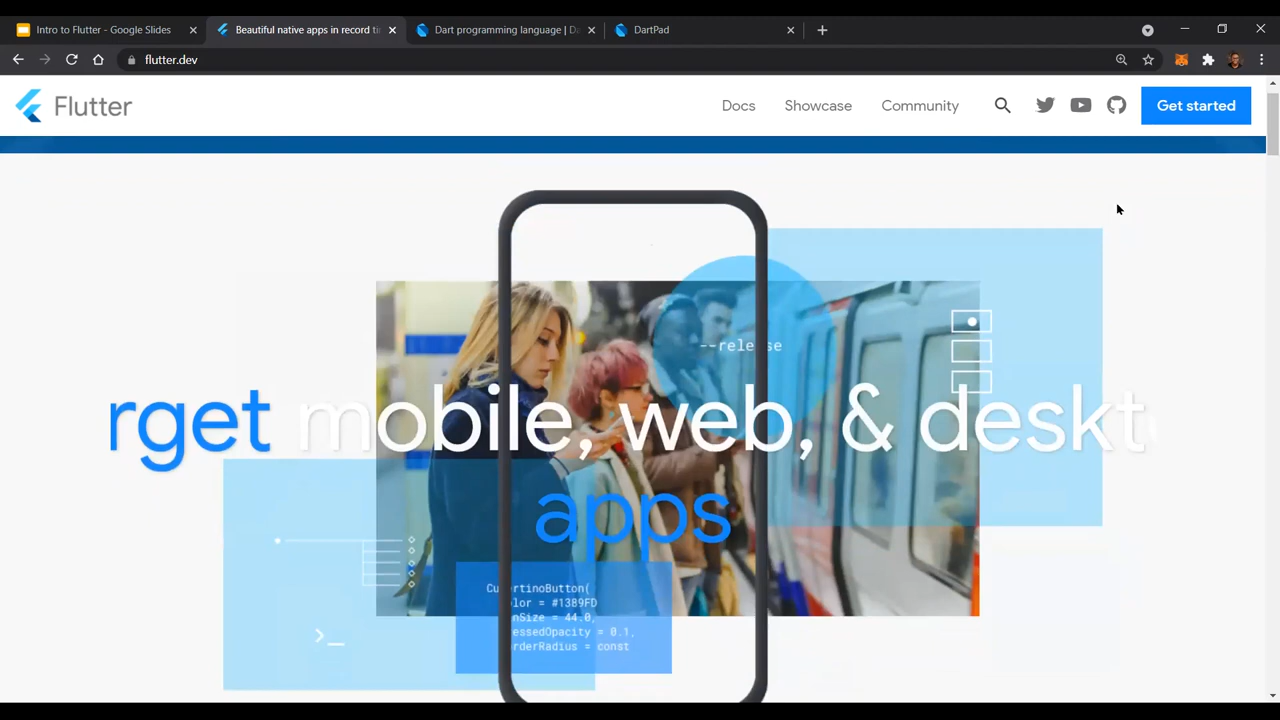 Intro to Flutter - Google Slides
Beautiful native apps in record ti
Dart programming language | Da
DartPad
flutter.dev
Flutter
Docs
Showcase
Community
Get started
--release
rget mobile, web, & deskt
apps
CupertinoButton(
olor = #1389FD
nSize = 44.0,
essedOpacity = 0.1,
rderRadius = const
>_